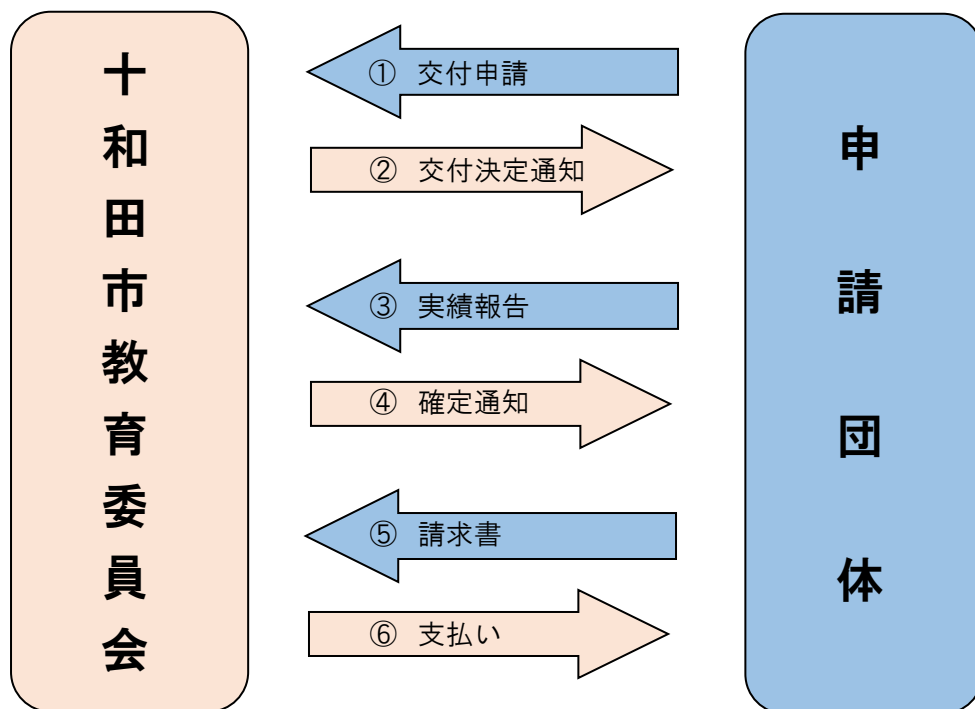 十和田市教育委員会
① 交付申請
② 交付決定通知
③ 実績報告
④ 確定通知
⑤ 請求書
⑥ 支払い
申請団体